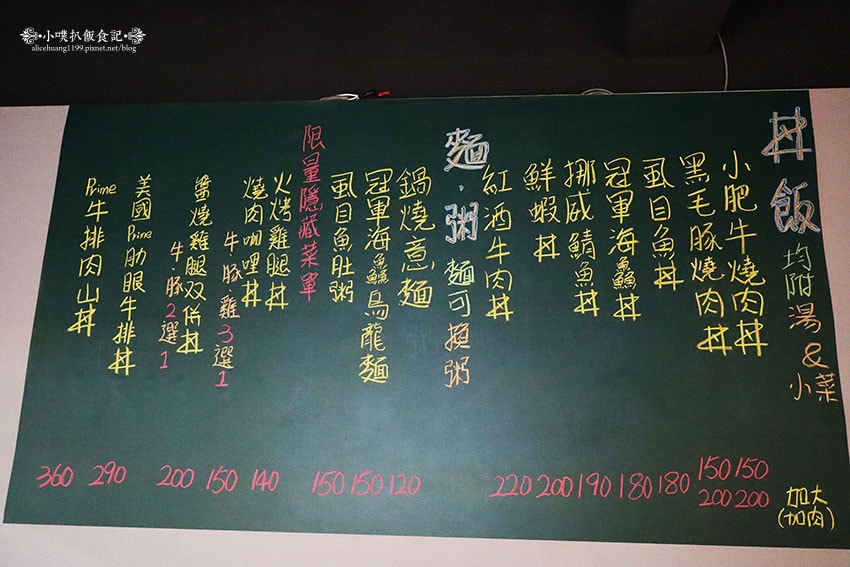 小噗扒飯食記
alicehuang1199.pixnet.net/blog
丼飯 均附湯&小菜
加大
(加肉)
小肥牛燒肉丼 150 200
黑毛豚燒肉丼 150 200
虱目魚丼 180
冠軍海鱺丼 180
挪威鯖魚丼 190
鮮蝦丼 200
紅酒牛肉丼 220
麵·粥 麵可換粥
鍋燒意麵 120
冠軍海鱺烏龍麵 150
虱目魚肚粥 150
限量隱藏菜單
火烤雞腿丼 140
燒肉咖哩丼 150
牛·豚·雞3選1
醬燒雞腿双併丼 200
牛·豚2選1
美國Prime肋眼牛排丼 290
Prime牛排肉山丼 360